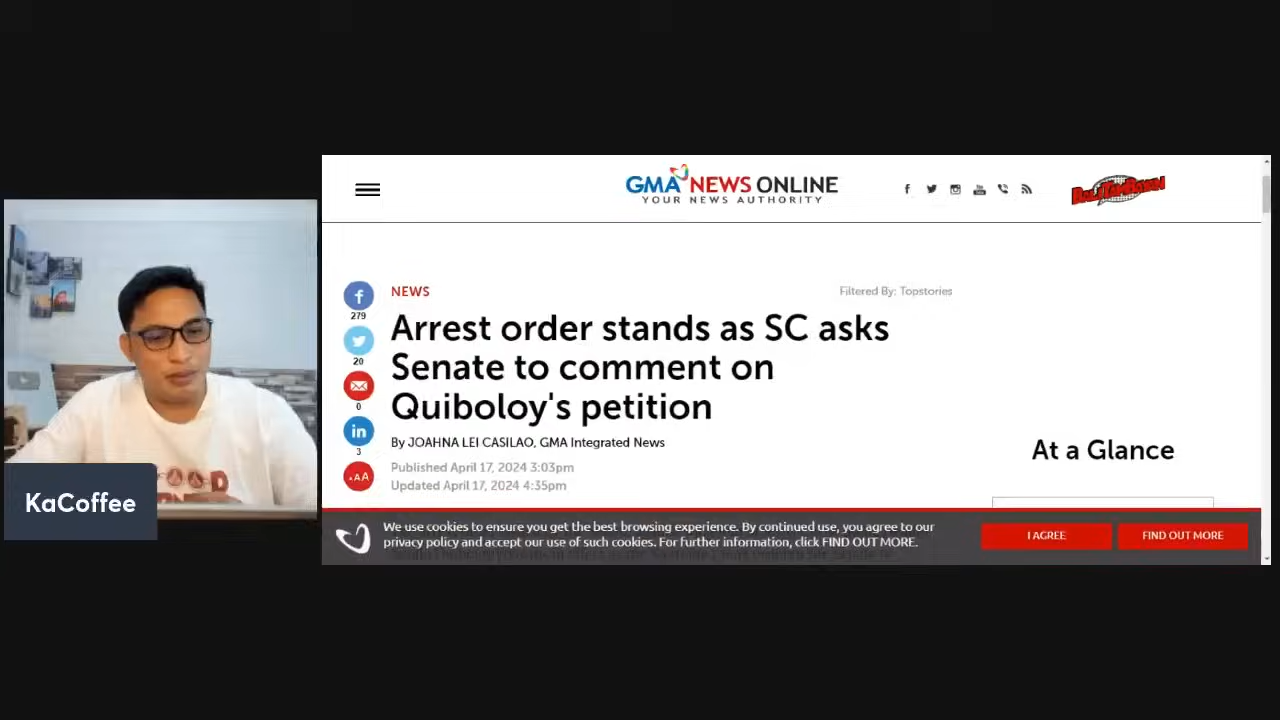 KaCoffee
GMA NEWS ONLINE
YOUR NEWS AUTHORITY
NEWS
Filtered By: Topstories
Arrest order stands as SC asks
Senate to comment on
Quiboloy's petition
By JOAHNA LEI CASILAO, GMA Integrated News
Published April 17, 2024 3:03pm
Updated April 17, 2024 4:35pm
279
20
0
3
AA
At a Glance
We use cookies to ensure you get the best browsing experience. By continued use, you agree to our
privacy policy and accept our use of such cookies. For further information, click FIND OUT MORE.
I AGREE
FIND OUT MORE